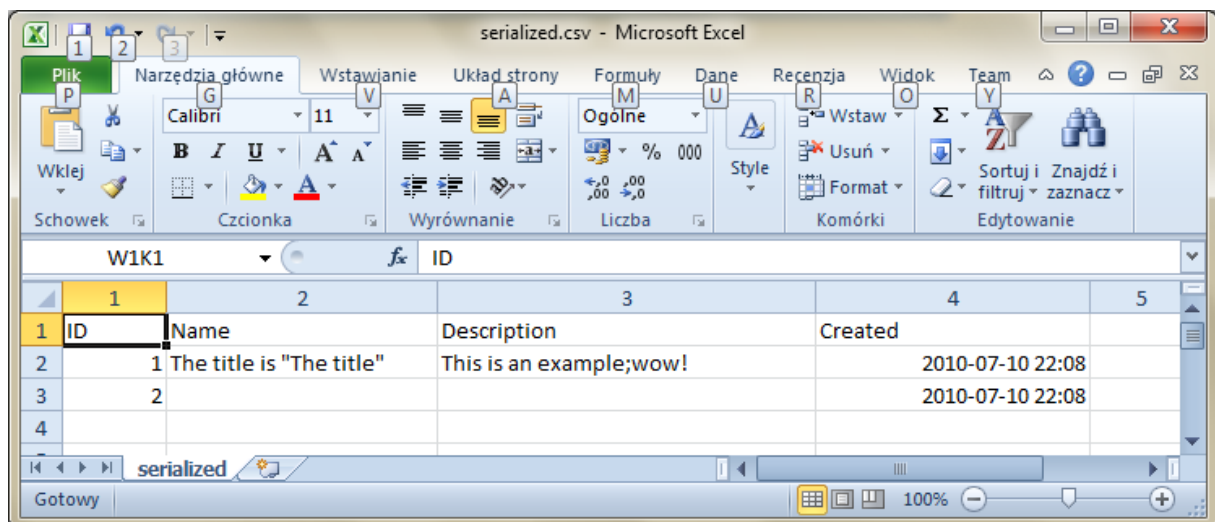 serialized.csv - Microsoft Excel
1 2 3
Plik Narzędzia główne Wstawianie Układ strony Formuły Dane Recenzja Widok Team
P G V A M U R O Y
Calibri 11 Ogólne Wstaw Σ
B I U A A % 000 Usuń
Wklej Style Sortuj i Znajdź i
A ,0 ,00 ,00 ,0 Format filtruj zaznacz
Schowek Czcionka Wyrównanie Liczba Komórki Edytowanie
W1K1 fx ID
1 2 3 4 5
1 ID Name Description Created
2 1 The title is "The title" This is an example;wow! 2010-07-10 22:08
3 2 2010-07-10 22:08
4
serialized
Gotowy 100%